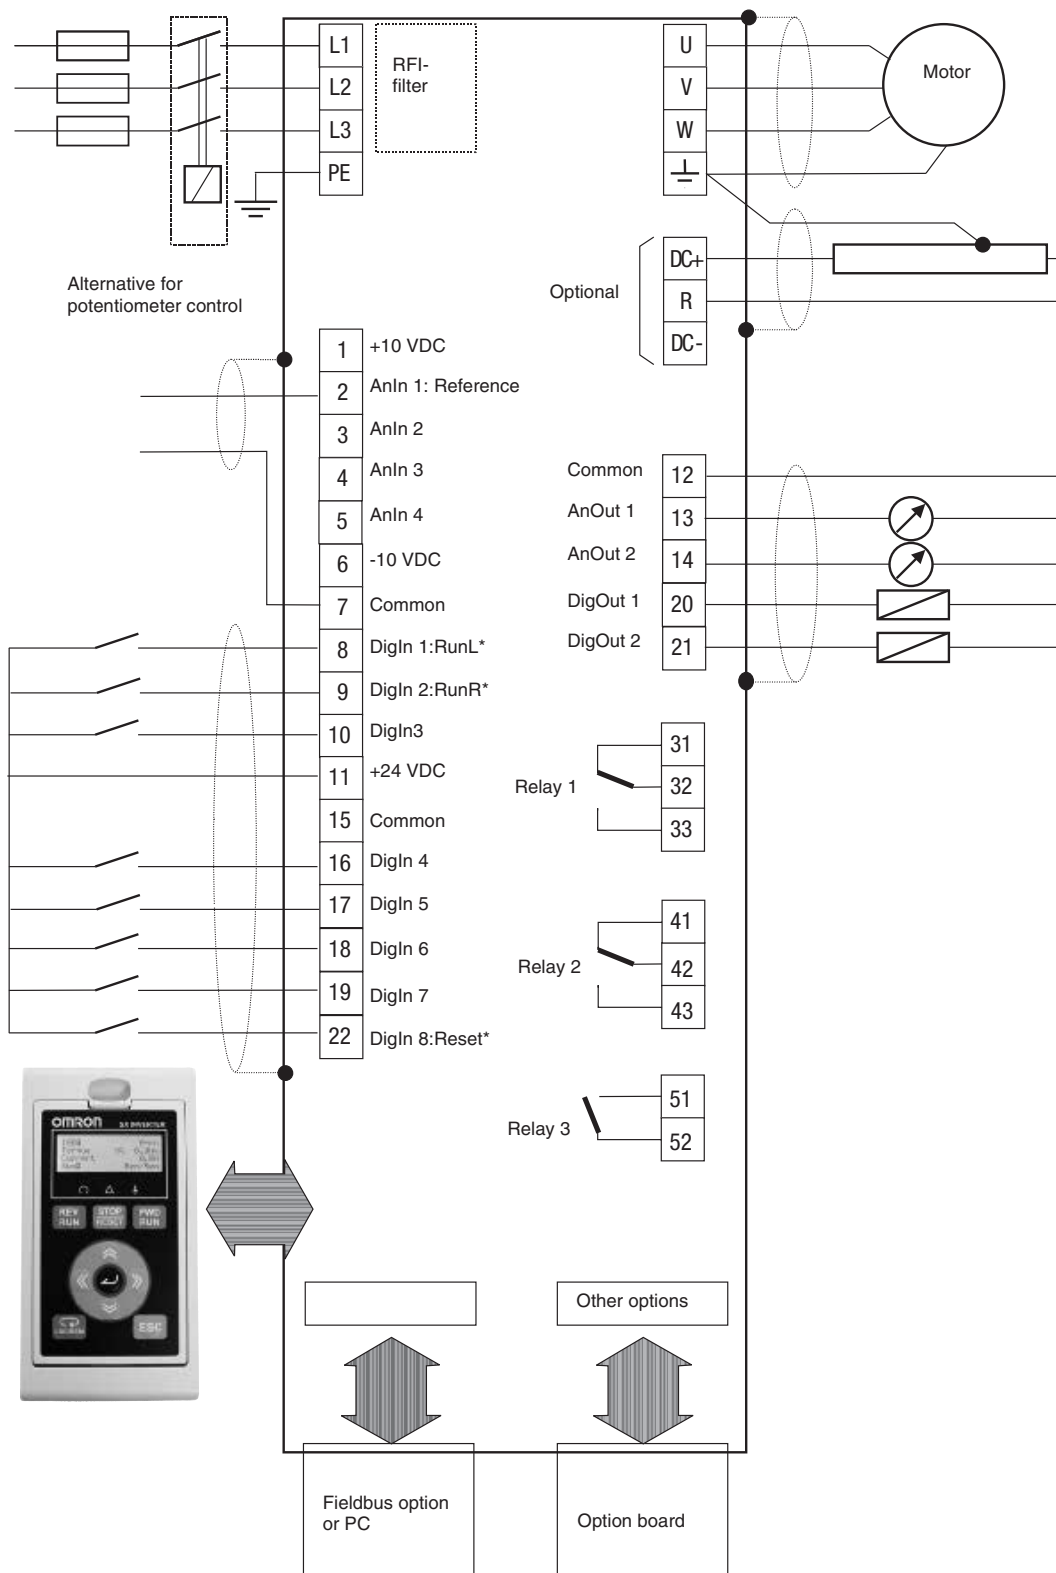 L1
L2
L3
PE
RFI-
filter
U
V
W
Motor
Alternative for
potentiometer control
Optional
DC+
R
DC-
1 +10 VDC
2 AnIn 1: Reference
3 AnIn 2
4 AnIn 3
5 AnIn 4
6 -10 VDC
7 Common
8 DigIn 1:RunL*
9 DigIn 2:RunR*
10 DigIn3
11 +24 VDC
15 Common
16 DigIn 4
17 DigIn 5
18 DigIn 6
19 DigIn 7
22 DigIn 8:Reset*
Common 12
AnOut 1 13
AnOut 2 14
DigOut 1 20
DigOut 2 21
Relay 1
31
32
33
Relay 2
41
42
43
Relay 3
51
52
OMRON
REV
RUN
STOP
RESET
FWD
RUN
ESC
Other options
Fieldbus option
or PC
Option board